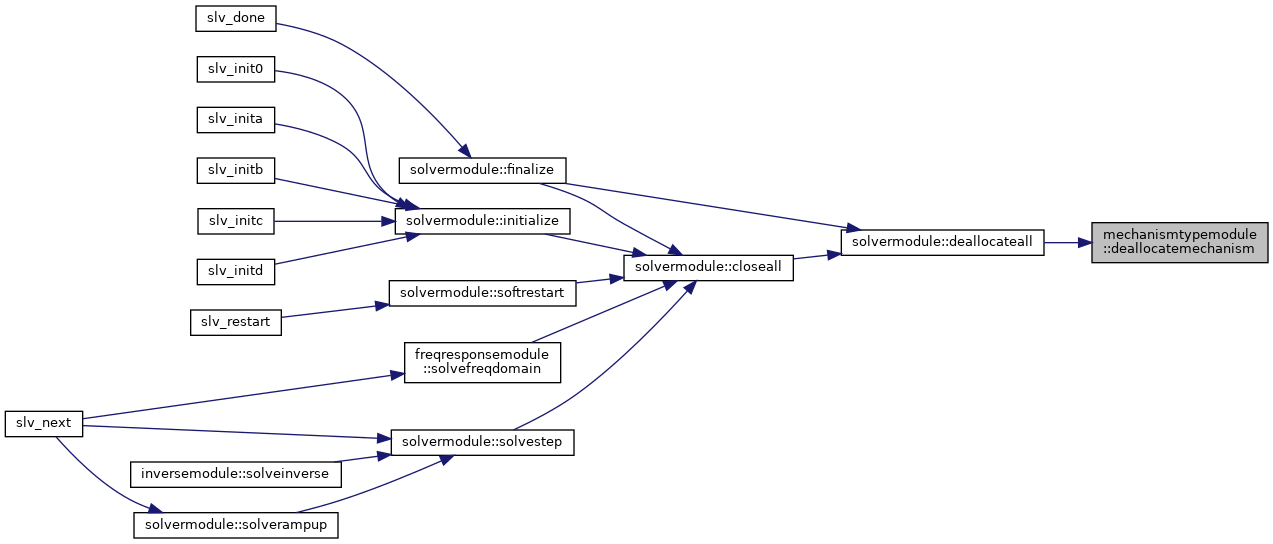 slv_done
slv_init0
slv_inita
slv_initb
slv_initc
slv_initd
slv_restart
slv_next
inversemodule::solveinverse
solvermodule::solverampup
solvermodule::finalize
solvermodule::initialize
solvermodule::softrestart
freqresponsemodule
::solvefreqdomain
solvermodule::solvestep
solvermodule::closeall
solvermodule::deallocateall
mechanismtypemodule
::deallocatemechanism